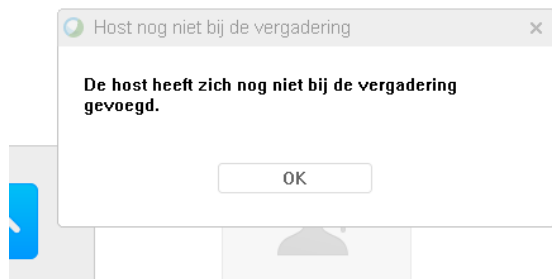 Host nog niet bij de vergadering
De host heeft zich nog niet bij de vergadering
gevoegd.
OK